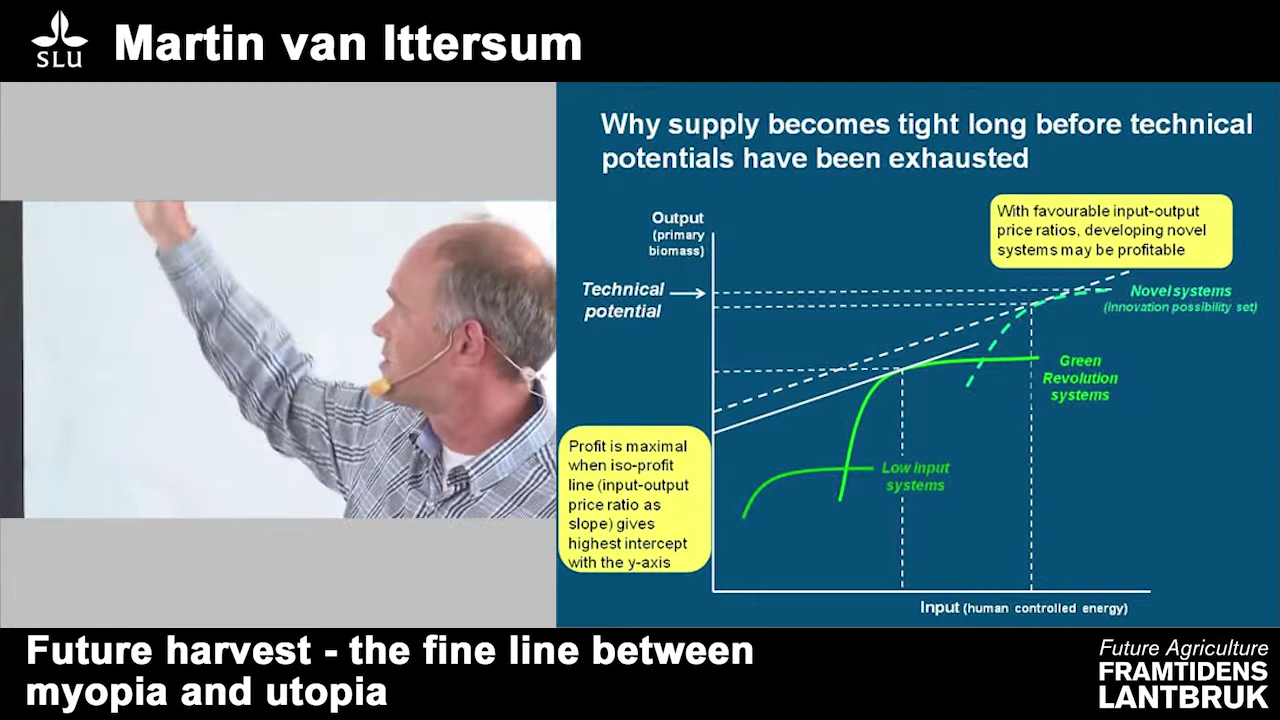 SLU
Martin van Ittersum
Why supply becomes tight long before technical
potentials have been exhausted
With favourable input-output
price ratios, developing novel
systems may be profitable
Output
(primary
biomass)
Technical
potential
Novel systems
(innovation possibility set)
Green
Revolution
systems
Profit is maximal
when iso-profit
line (input-output
price ratio as
slope) gives
highest intercept
with the y-axis
Low input
systems
Input (human controlled energy)
Future harvest - the fine line between
myopia and utopia
Future Agriculture
FRAMTIDENS
LANTBRUK